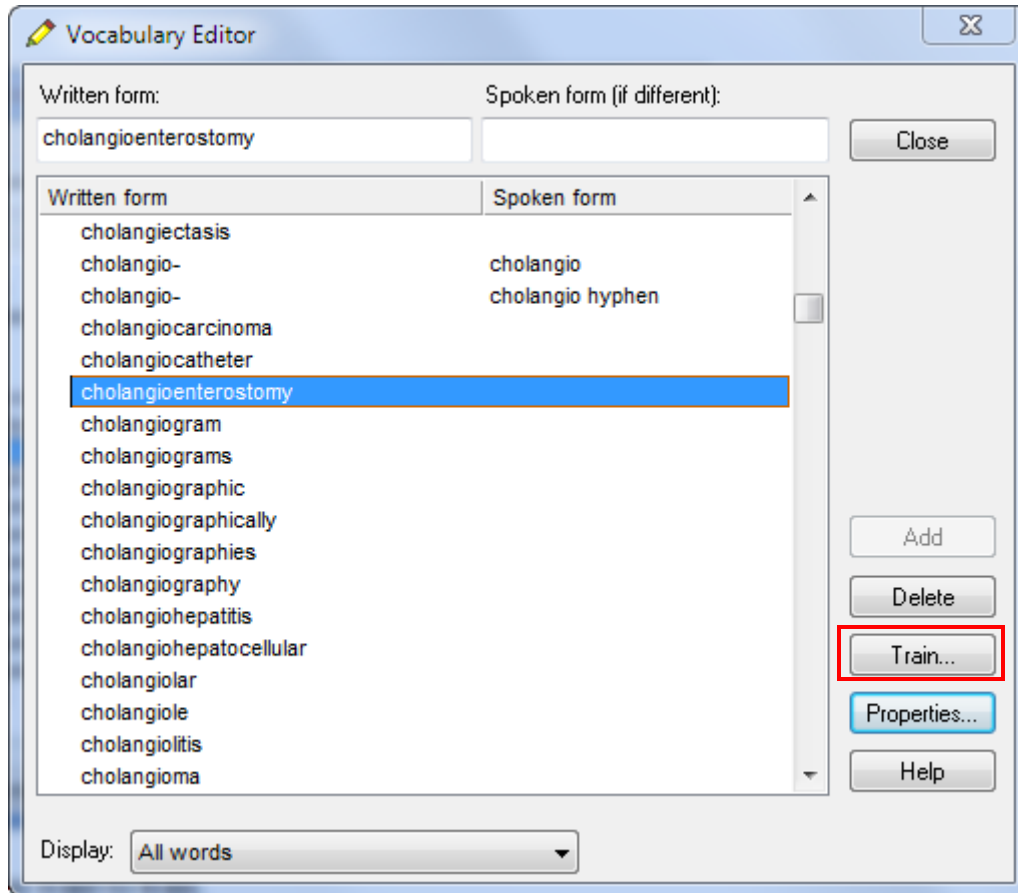 Vocabulary Editor
Written form: Spoken form (if different):
cholangioenterostomy
Close
Written form Spoken form
cholangiectasis
cholangio- cholangio
cholangio- cholangio hyphen
cholangiocarcinoma
cholangiocatheter
cholangioenterostomy
cholangiogram
cholangiograms
cholangiographic
cholangiographically
cholangiographies
cholangiography
cholangiohepatitis
cholangiohepatocellular
cholangiolar
cholangiole
cholangiolitis
cholangioma
Add
Delete
Train...
Properties...
Help
Display: All words